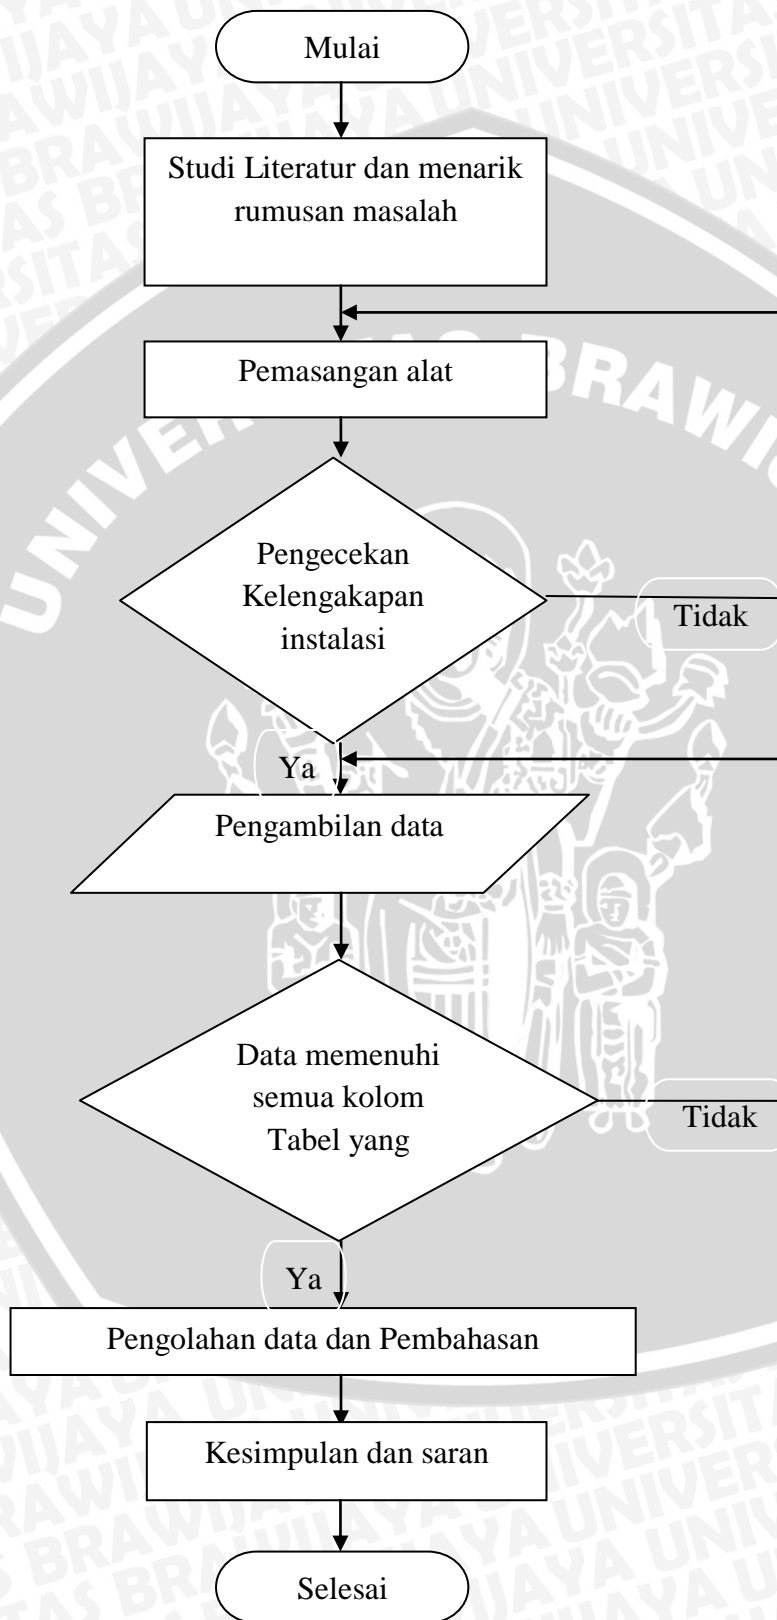 Mulai
Studi Literatur dan menarik
rumusan masalah
Pemasangan alat
Pengecekan
Kelengakapan
instalasi
Tidak
Ya
Pengambilan data
Data memenuhi
semua kolom
Tabel yang
Tidak
Ya
Pengolahan data dan Pembahasan
Kesimpulan dan saran
Selesai